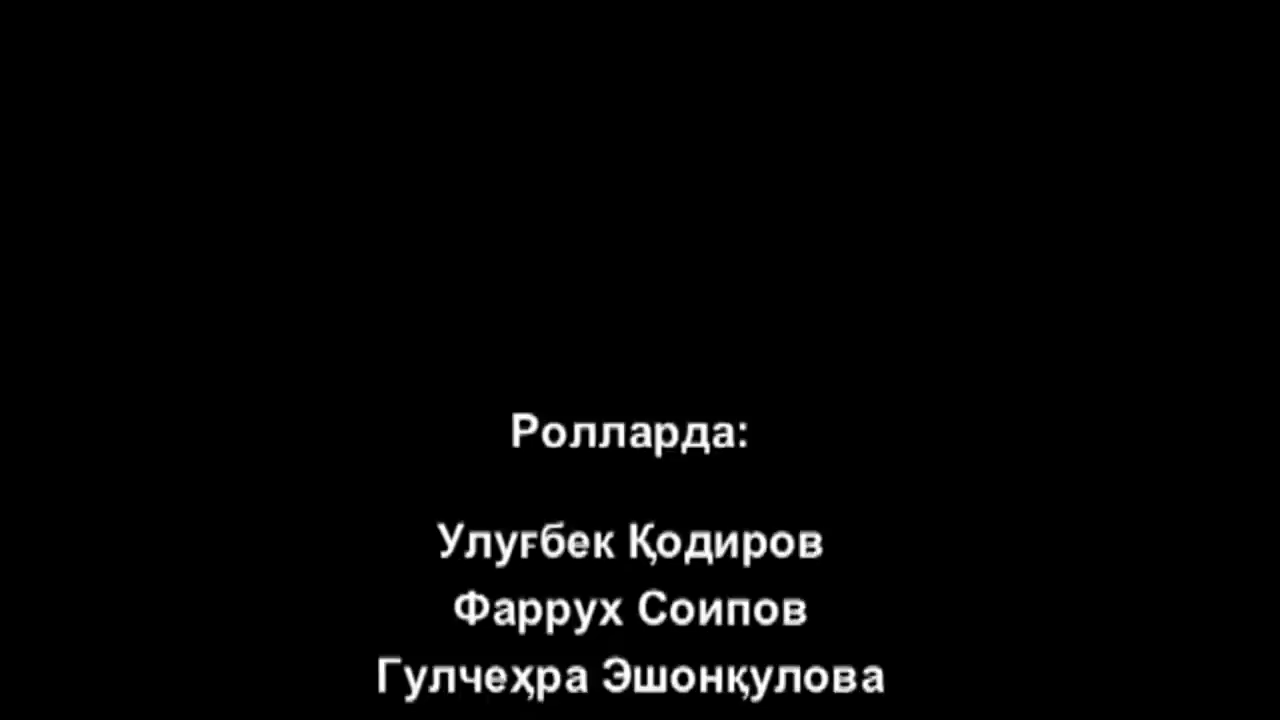 Ролларда:
Улуғбек Қодиров
Фаррух Соипов
Гулчеҳра Эшонқулова